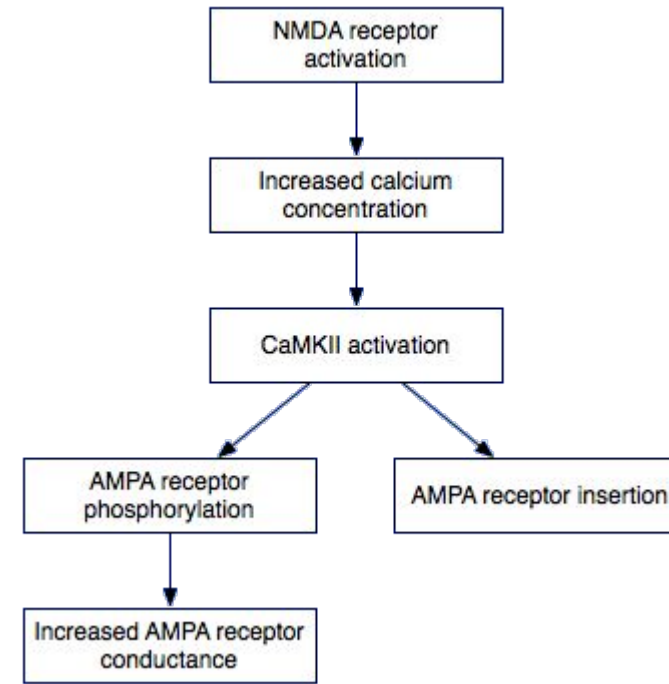 NMDA receptor
activation
Increased calcium
concentration
CaMKII activation
AMPA receptor
phosphorylation
AMPA receptor insertion
Increased AMPA receptor
conductance